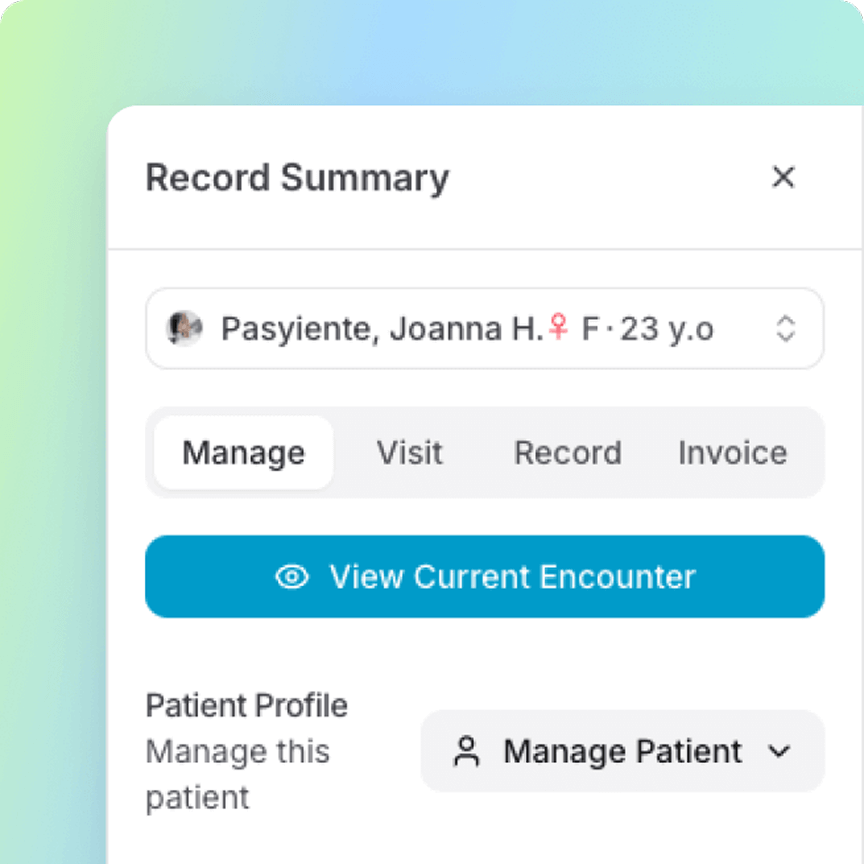 Record Summary
Pasyiente, Joanna H.♀ F · 23 y.o
Manage Visit Record Invoice
View Current Encounter
Patient Profile
Manage this
patient
Manage Patient